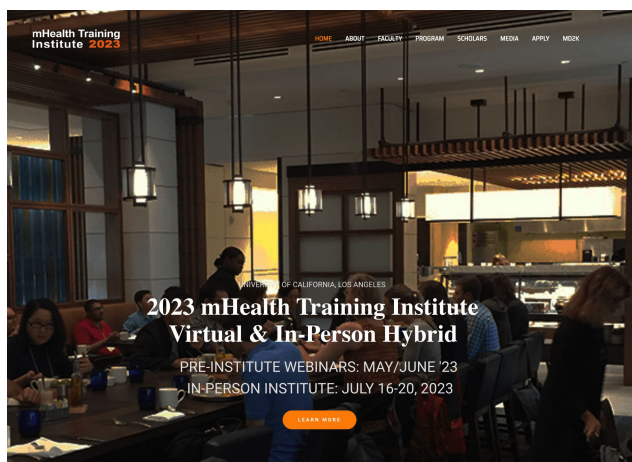 mHealth Training
Institute 2023
HOME ABOUT FACULTY PROGRAM SCHOLARS MEDIA APPLY MD2K
UNIVERSITY OF CALIFORNIA, LOS ANGELES
2023 mHealth Training Institute
Virtual & In-Person Hybrid
PRE-INSTITUTE WEBINARS: MAY/JUNE '23
IN-PERSON INSTITUTE: JULY 16-20, 2023
LEARN MORE